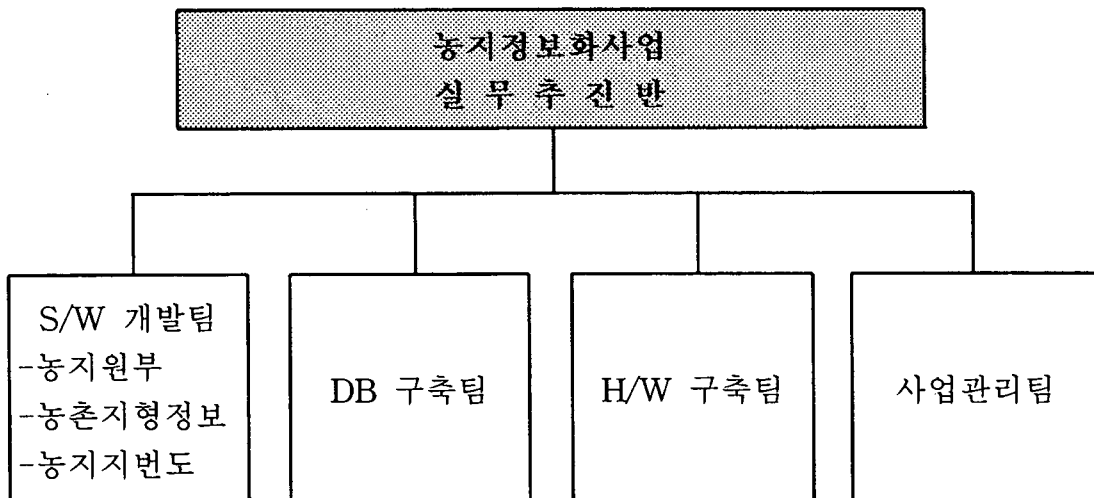 농지정보화사업
실 무 추 진 반
S/W 개발팀
-농지원부
-농촌지형정보
-농지지번도
DB 구축팀
H/W 구축팀
사업관리팀